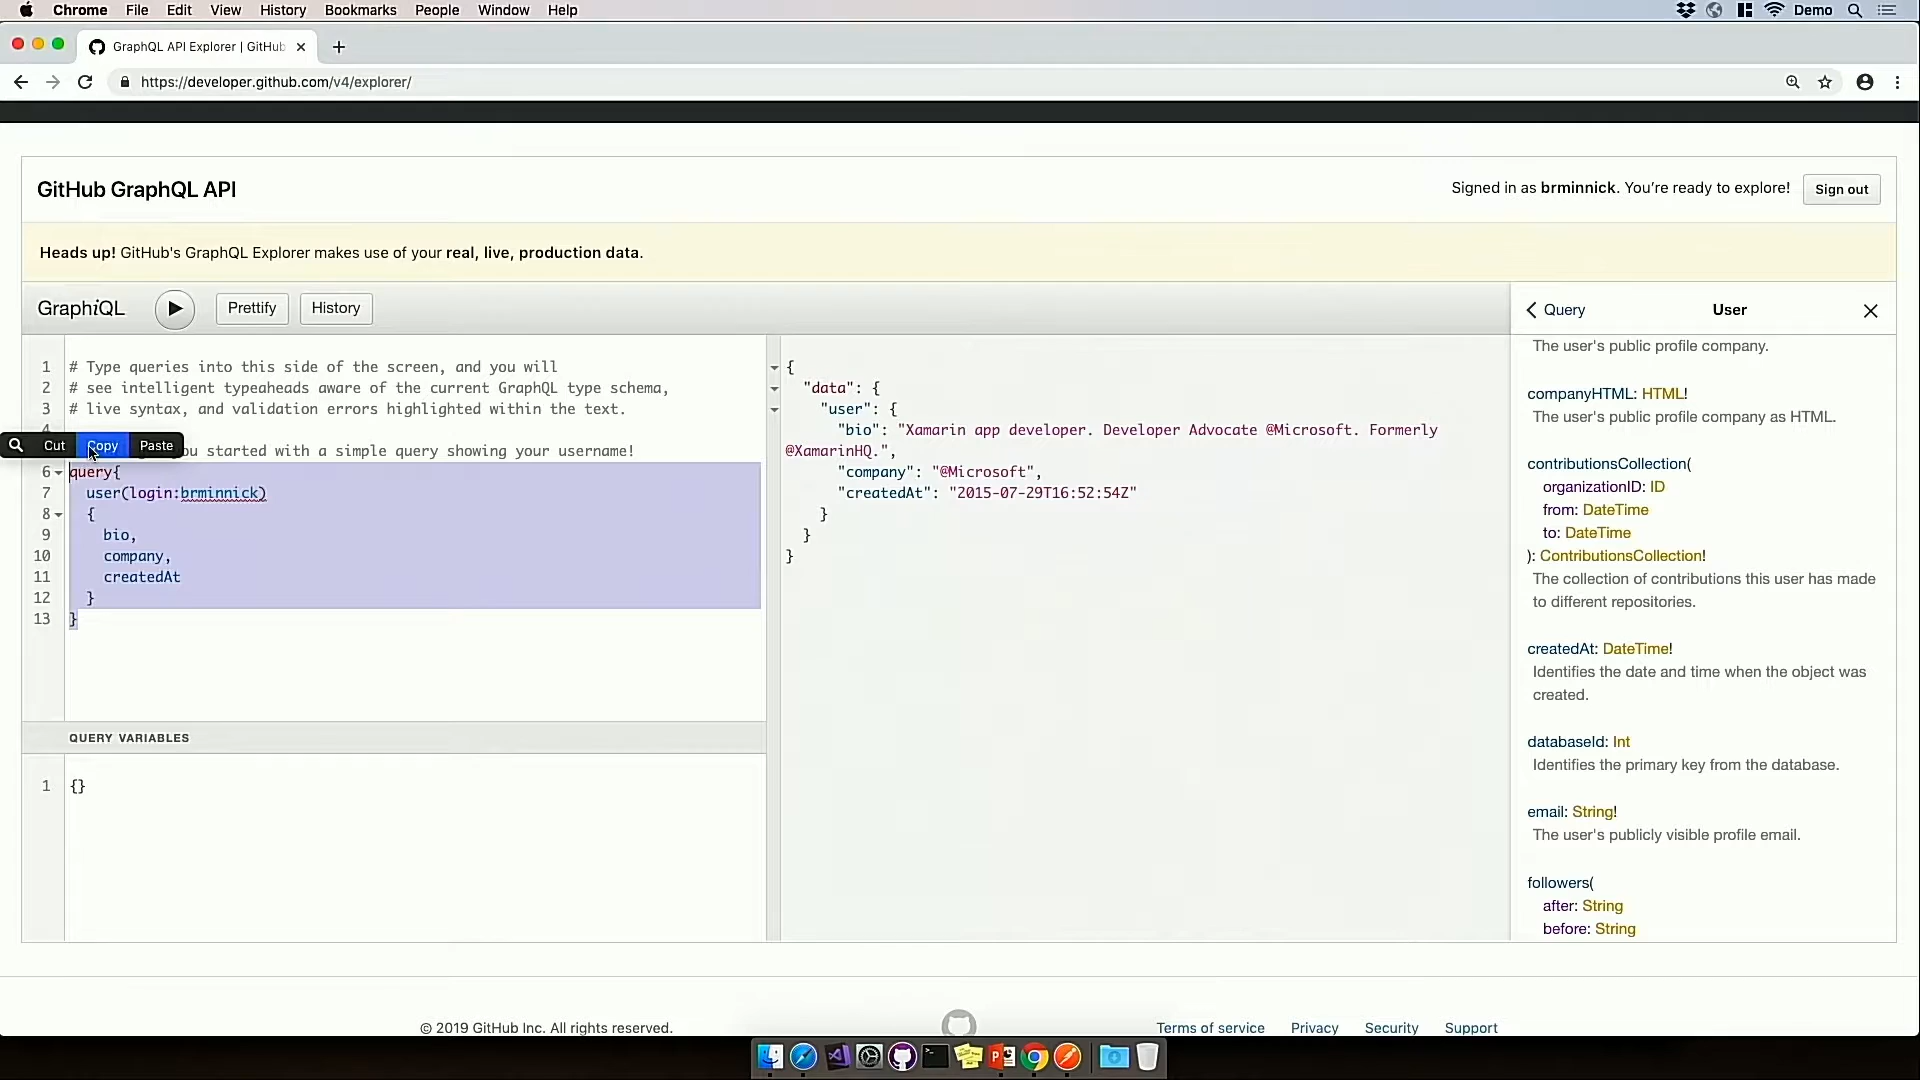 Chrome File Edit View History Bookmarks People Window Help Demo
GraphQL API Explorer | GitHub
https://developer.github.com/v4/explorer/
GitHub GraphQL API
Signed in as brminnick. You're ready to explore! Sign out
Heads up! GitHub's GraphQL Explorer makes use of your real, live, production data.
GraphiQL Prettify History
Query User
1 # Type queries into this side of the screen, and you will
2 # see intelligent typeaheads aware of the current GraphQL type schema,
3 # live syntax, and validation errors highlighted within the text.
4
Cut Copy Paste
you started with a simple query showing your username!
6 query{
7 user(login:brminnick)
8 {
9 bio,
10 company,
11 createdAt
12 }
13 }
QUERY VARIABLES
1 {}
{
"data": {
"user": {
"bio": "Xamarin app developer. Developer Advocate @Microsoft. Formerly
@XamarinHQ.",
"company": "@Microsoft",
"createdAt": "2015-07-29T16:52:54Z"
}
}
}
The user's public profile company.
companyHTML: HTML!
The user's public profile company as HTML.
contributionsCollection(
organizationID: ID
from: DateTime
to: DateTime
): ContributionsCollection!
The collection of contributions this user has made
to different repositories.
createdAt: DateTime!
Identifies the date and time when the object was
created.
databaseId: Int
Identifies the primary key from the database.
email: String!
The user's publicly visible profile email.
followers(
after: String
before: String
© 2019 GitHub Inc. All rights reserved.
Terms of service Privacy Security Support